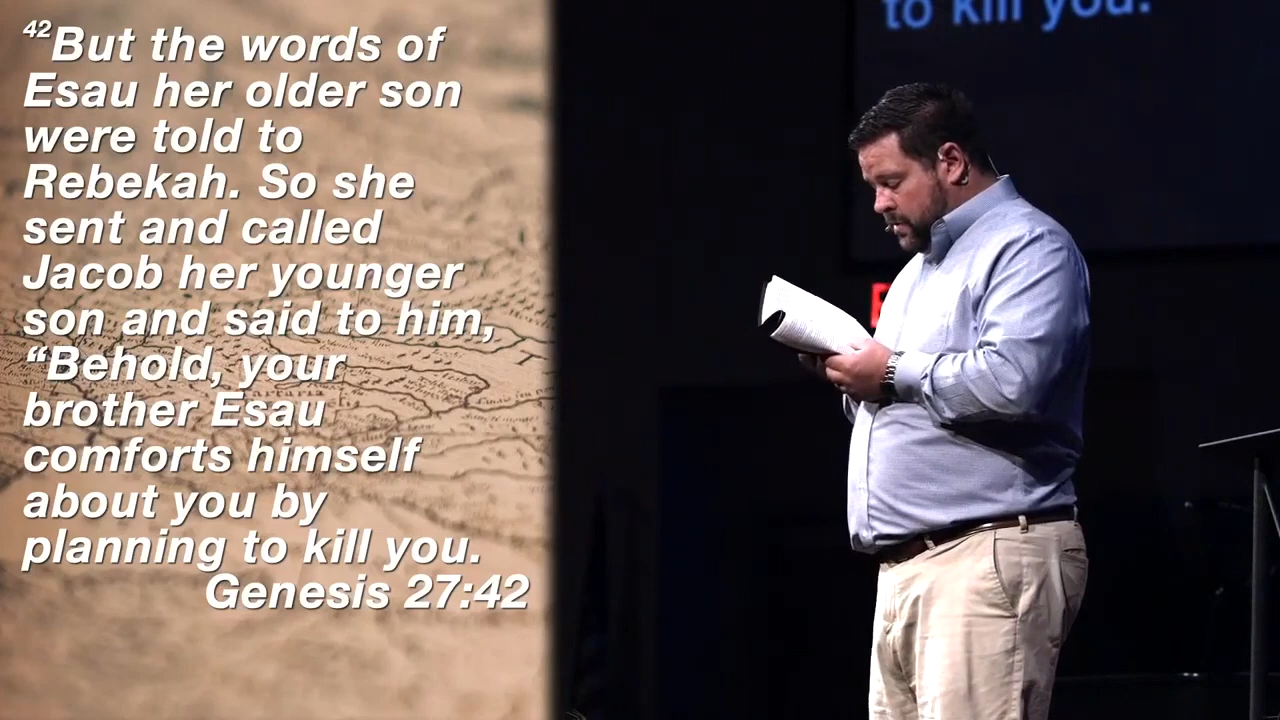 42But the words of
Esau her older son
were told to
Rebekah. So she
sent and called
Jacob her younger
son and said to him,
“Behold, your
brother Esau
comforts himself
about you by
planning to kill you.
Genesis 27:42
to kill you.